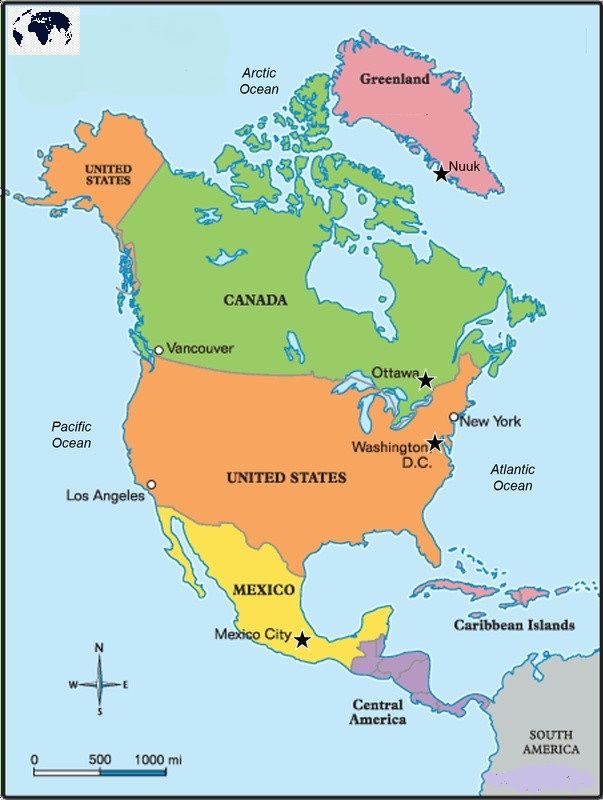 Arctic
Ocean
Greenland
Nuuk
UNITED
STATES
CANADA
Vancouver
Ottawa
New York
Washington
D.C.
Pacific
Ocean
UNITED STATES
Atlantic
Ocean
Los Angeles
MEXICO
Mexico City
Caribbean Islands
Central
America
SOUTH
AMERICA
N
W E
S
0 500 1000 mi